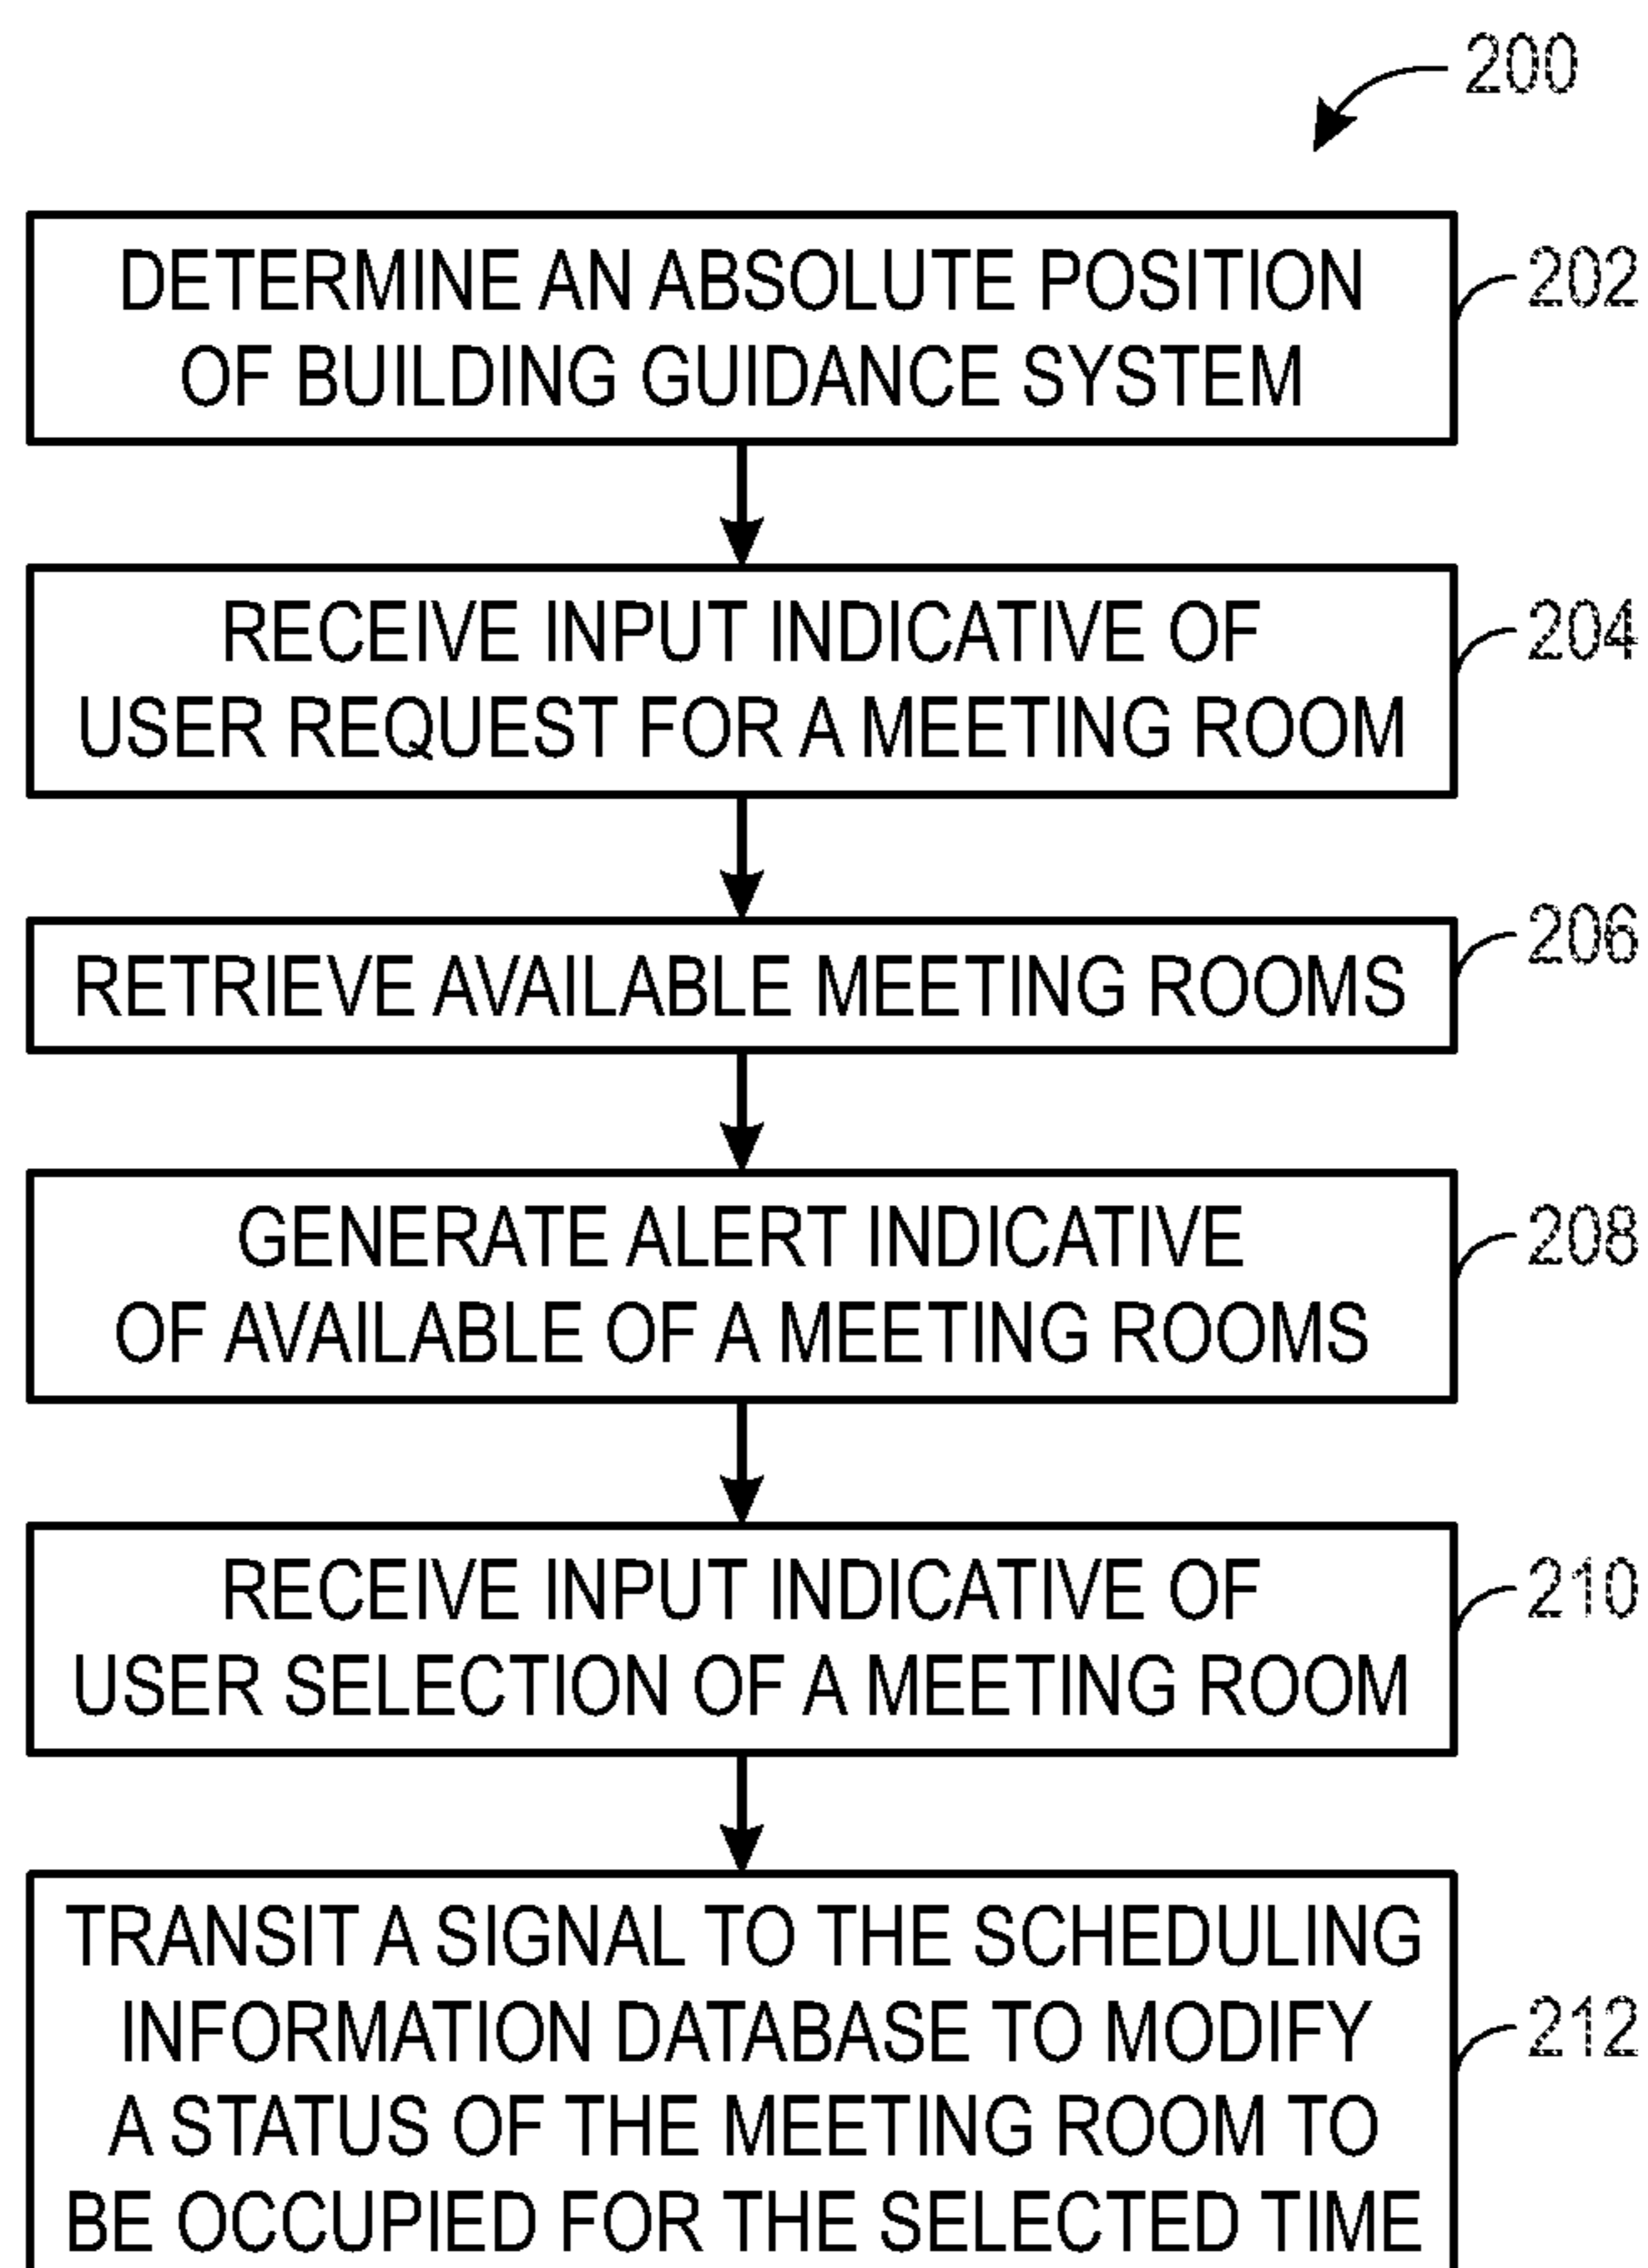 200
DETERMINE AN ABSOLUTE POSITION
OF BUILDING GUIDANCE SYSTEM
202
RECEIVE INPUT INDICATIVE OF
USER REQUEST FOR A MEETING ROOM
204
RETRIEVE AVAILABLE MEETING ROOMS
206
GENERATE ALERT INDICATIVE
OF AVAILABLE OF A MEETING ROOMS
208
RECEIVE INPUT INDICATIVE OF
USER SELECTION OF A MEETING ROOM
210
TRANSIT A SIGNAL TO THE SCHEDULING
INFORMATION DATABASE TO MODIFY
A STATUS OF THE MEETING ROOM TO
BE OCCUPIED FOR THE SELECTED TIME
212